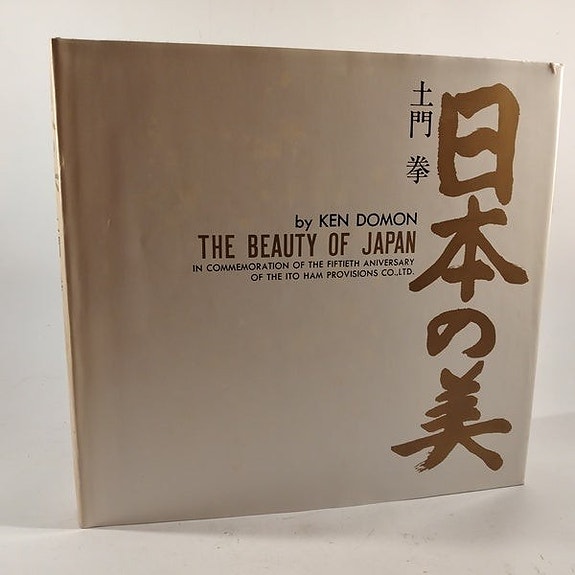 日本の美
土門 拳
by KEN DOMON
THE BEAUTY OF JAPAN
IN COMMEMORATION OF THE FIFTIETH ANIVERSARY
OF THE ITO HAM PROVISIONS CO.,LTD.